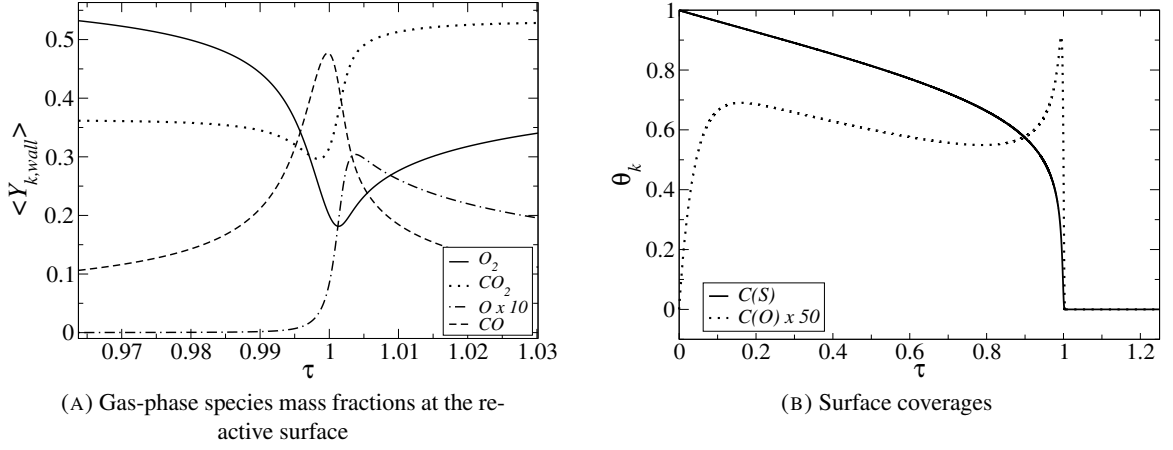 0.5
0.4
0.3
0.2
0.1
0
<Y_{k,wall}>
O_2
CO_2
O x 10
CO
0.97 0.98 0.99 1 1.01 1.02 1.03
τ
(A) Gas-phase species mass fractions at the re-
active surface
1
0.8
0.6
0.4
0.2
0
θ_k
C(S)
C(O) x 50
0 0.2 0.4 0.6 0.8 1 1.2
τ
(B) Surface coverages